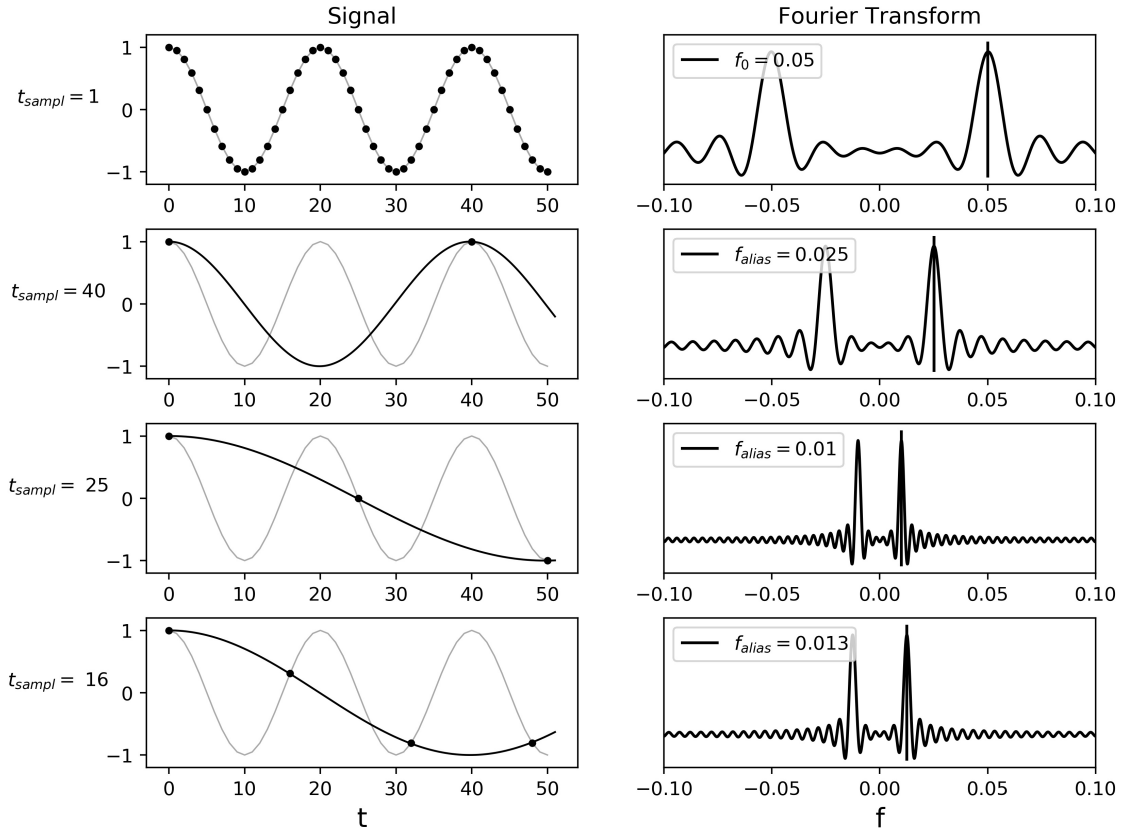 Signal
Fourier Transform
t_sampl = 1
1
0
−1
0 10 20 30 40 50
f_0 = 0.05
−0.10 −0.05 0.00 0.05 0.10
t_sampl = 40
1
0
−1
0 10 20 30 40 50
f_alias = 0.025
−0.10 −0.05 0.00 0.05 0.10
t_sampl = 25
1
0
−1
0 10 20 30 40 50
f_alias = 0.01
−0.10 −0.05 0.00 0.05 0.10
t_sampl = 16
1
0
−1
0 10 20 30 40 50
t
f_alias = 0.013
−0.10 −0.05 0.00 0.05 0.10
f